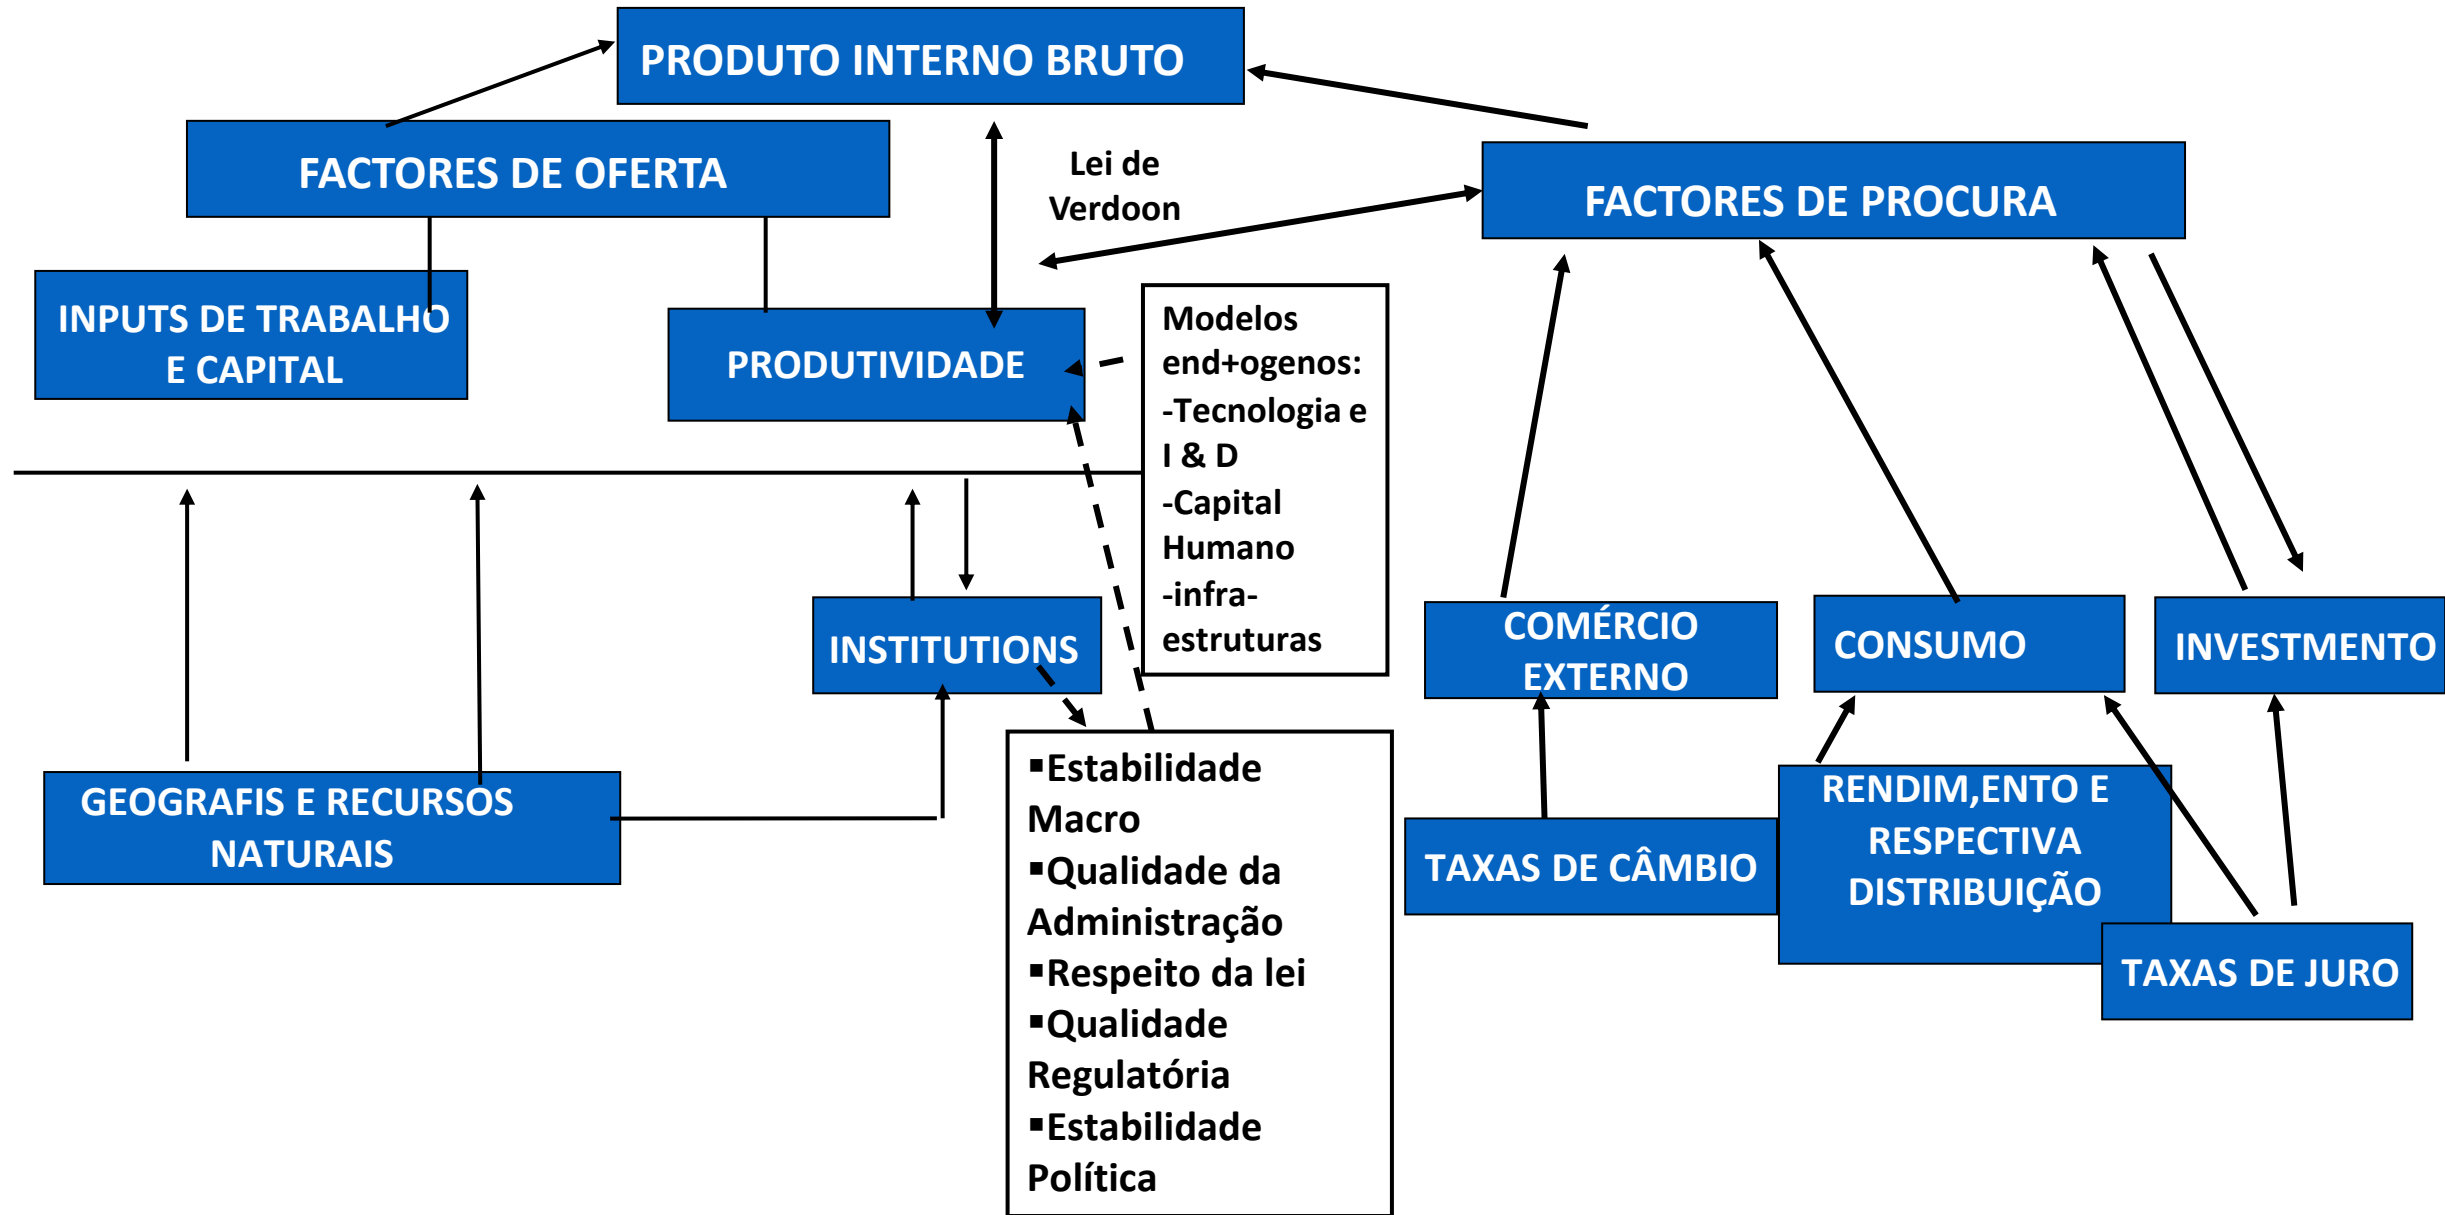 PRODUTO INTERNO BRUTO
FACTORES DE OFERTA
Lei de
Verdoon
FACTORES DE PROCURA
INPUTS DE TRABALHO
E CAPITAL
PRODUTIVIDADE
Modelos
end+ogenos:
-Tecnologia e
I & D
-Capital
Humano
-infra-
estruturas
INSTITUTIONS
COMÉRCIO
EXTERNO
CONSUMO
INVESTMENTO
GEOGRAFIS E RECURSOS
NATURAIS
▪Estabilidade
Macro
▪Qualidade da
Administração
▪Respeito da lei
▪Qualidade
Regulatória
▪Estabilidade
Política
TAXAS DE CÂMBIO
RENDIM,ENTO E
RESPECTIVA
DISTRIBUIÇÃO
TAXAS DE JURO